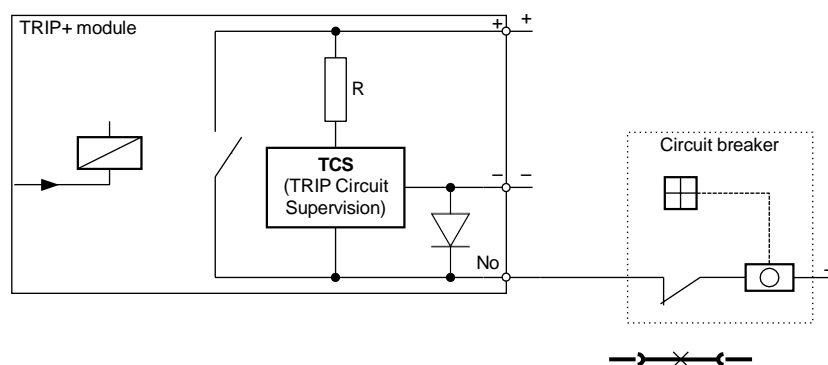 TRIP+ module
+ +
R
TCS
(TRIP Circuit
Supervision)
– –
No
Circuit breaker
–